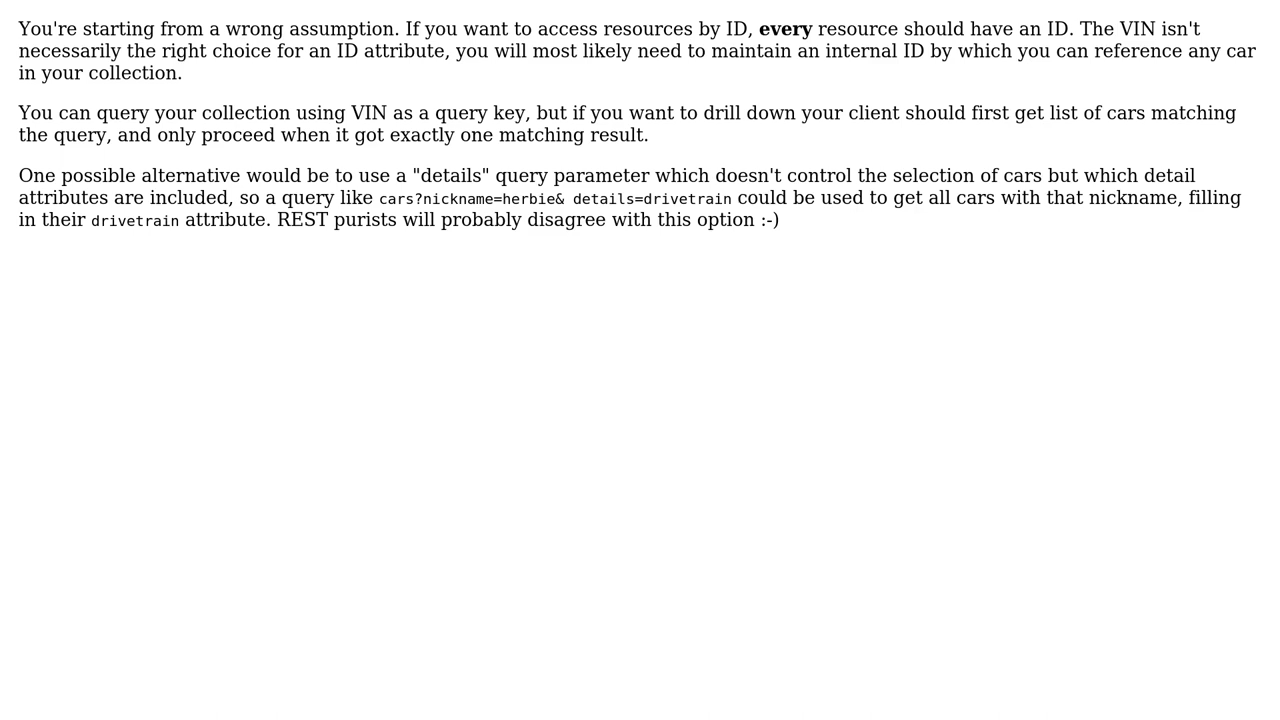 You're starting from a wrong assumption. If you want to access resources by ID, every resource should have an ID. The VIN isn't
necessarily the right choice for an ID attribute, you will most likely need to maintain an internal ID by which you can reference any car
in your collection.
You can query your collection using VIN as a query key, but if you want to drill down your client should first get list of cars matching
the query, and only proceed when it got exactly one matching result.
One possible alternative would be to use a "details" query parameter which doesn't control the selection of cars but which detail
attributes are included, so a query like cars?nickname=herbie& details=drivetrain could be used to get all cars with that nickname, filling
in their drivetrain attribute. REST purists will probably disagree with this option :-)